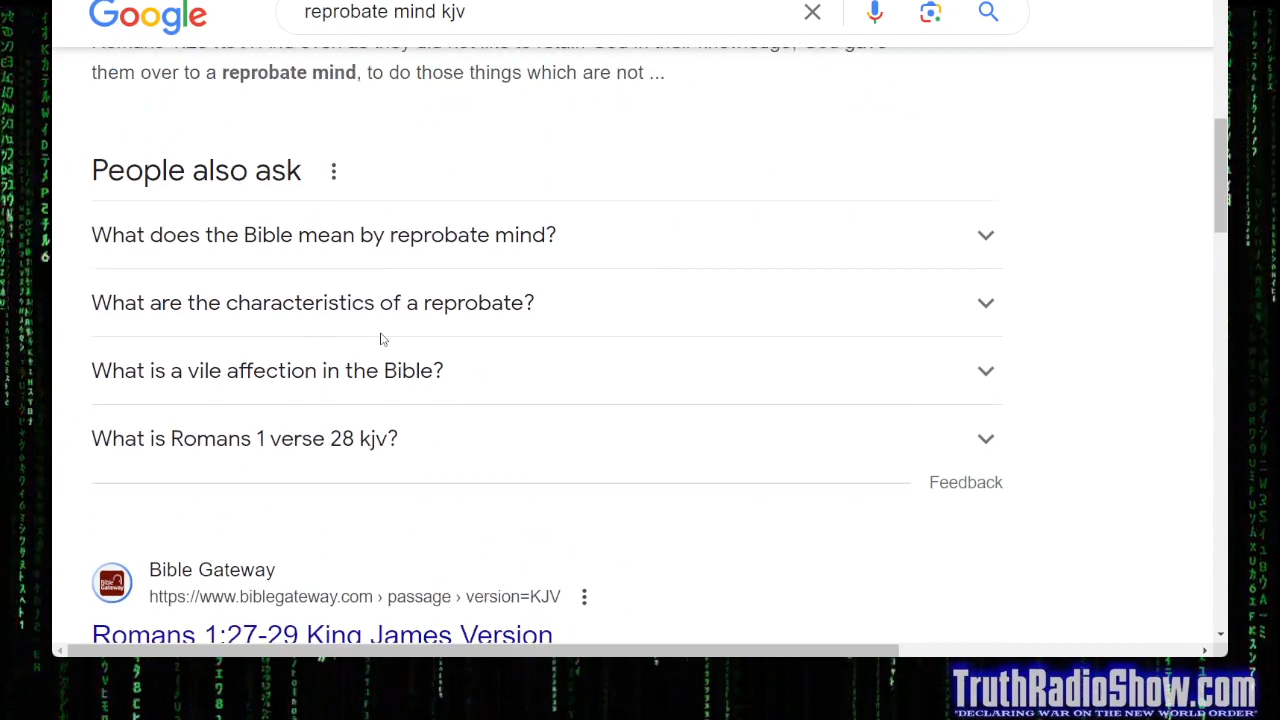 Google
reprobate mind kjv
them over to a reprobate mind, to do those things which are not ...
People also ask
What does the Bible mean by reprobate mind?
What are the characteristics of a reprobate?
What is a vile affection in the Bible?
What is Romans 1 verse 28 kjv?
Feedback
Bible Gateway
https://www.biblegateway.com › passage › version=KJV
Romans 1:27-29 King James Version
TruthRadioShow.com
"DECLARING WAR ON THE NEW WORLD ORDER"